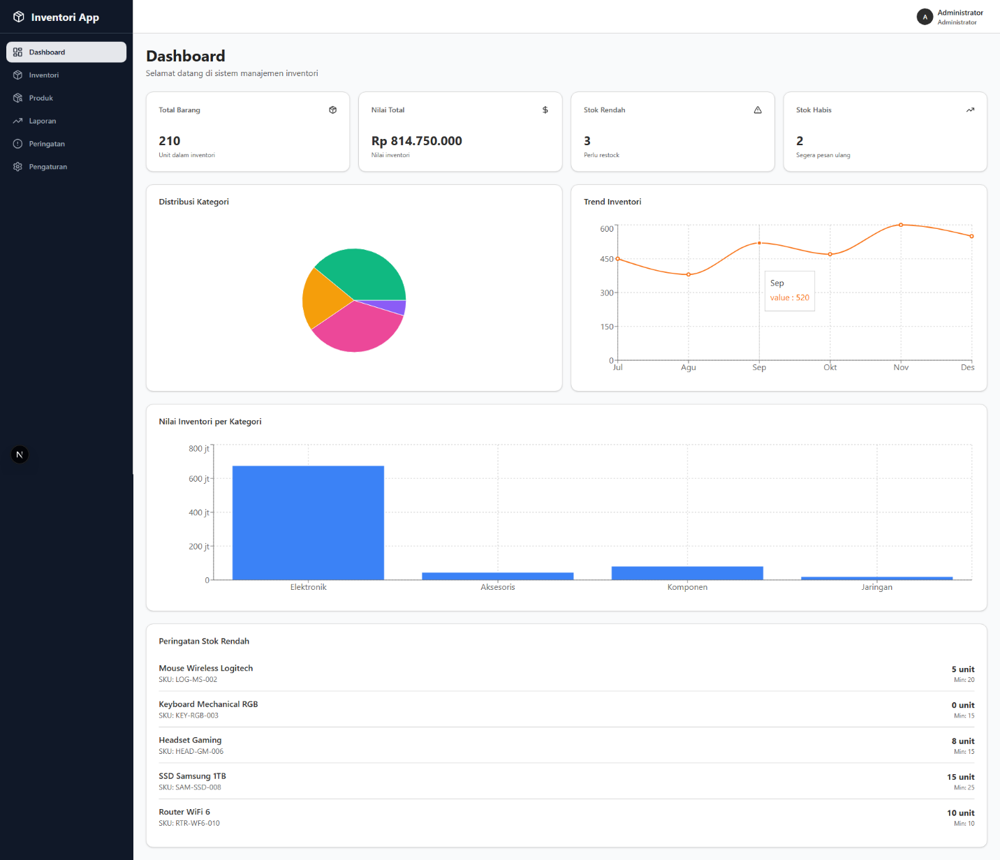 Inventori App
A
Administrator
Administrator
Dashboard
Inventori
Produk
Laporan
Peringatan
Pengaturan
N
Dashboard
Selamat datang di sistem manajemen inventori
Total Barang
210
Unit dalam inventori
Nilai Total
Rp 814.750.000
Nilai inventori
Stok Rendah
3
Perlu restock
Stok Habis
2
Segera pesan ulang
Distribusi Kategori
Trend Inventori
600
450
300
150
0
Jul Agu Sep Okt Nov Des
Sep
value : 520
Nilai Inventori per Kategori
800 jt
600 jt
400 jt
200 jt
0
Elektronik Aksesoris Komponen Jaringan
Peringatan Stok Rendah
Mouse Wireless Logitech
SKU: LOG-MS-002
5 unit
Min: 20
Keyboard Mechanical RGB
SKU: KEY-RGB-003
0 unit
Min: 15
Headset Gaming
SKU: HEAD-GM-006
8 unit
Min: 15
SSD Samsung 1TB
SKU: SAM-SSD-008
15 unit
Min: 25
Router WiFi 6
SKU: RTR-WF6-010
10 unit
Min: 10